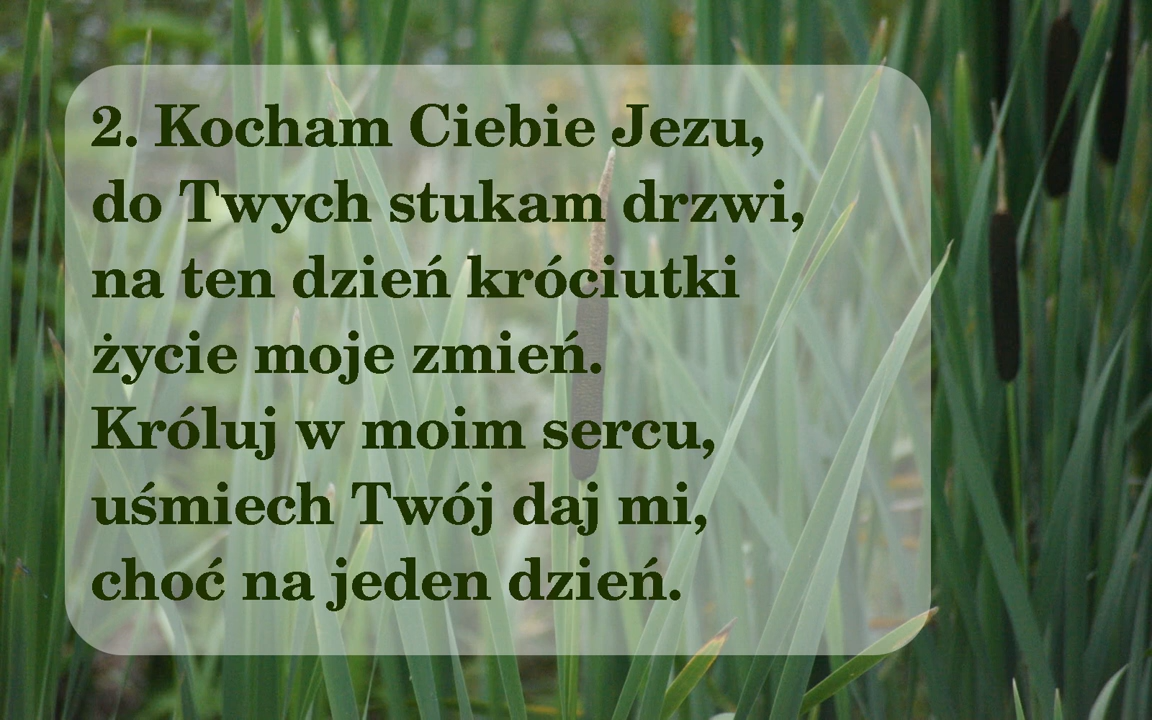 2. Kocham Ciebie Jezu,
do Twych stukam drzwi,
na ten dzień króciutki
życie moje zmień.
Króluj w moim sercu,
uśmiech Twój daj mi,
choć na jeden dzień.